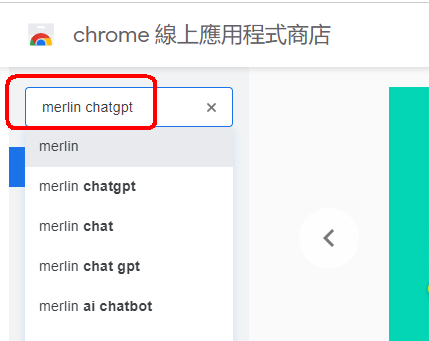 chrome 線上應用程式商店
merlin chatgpt
merlin
merlin chatgpt
merlin chat
merlin chat gpt
merlin ai chatbot